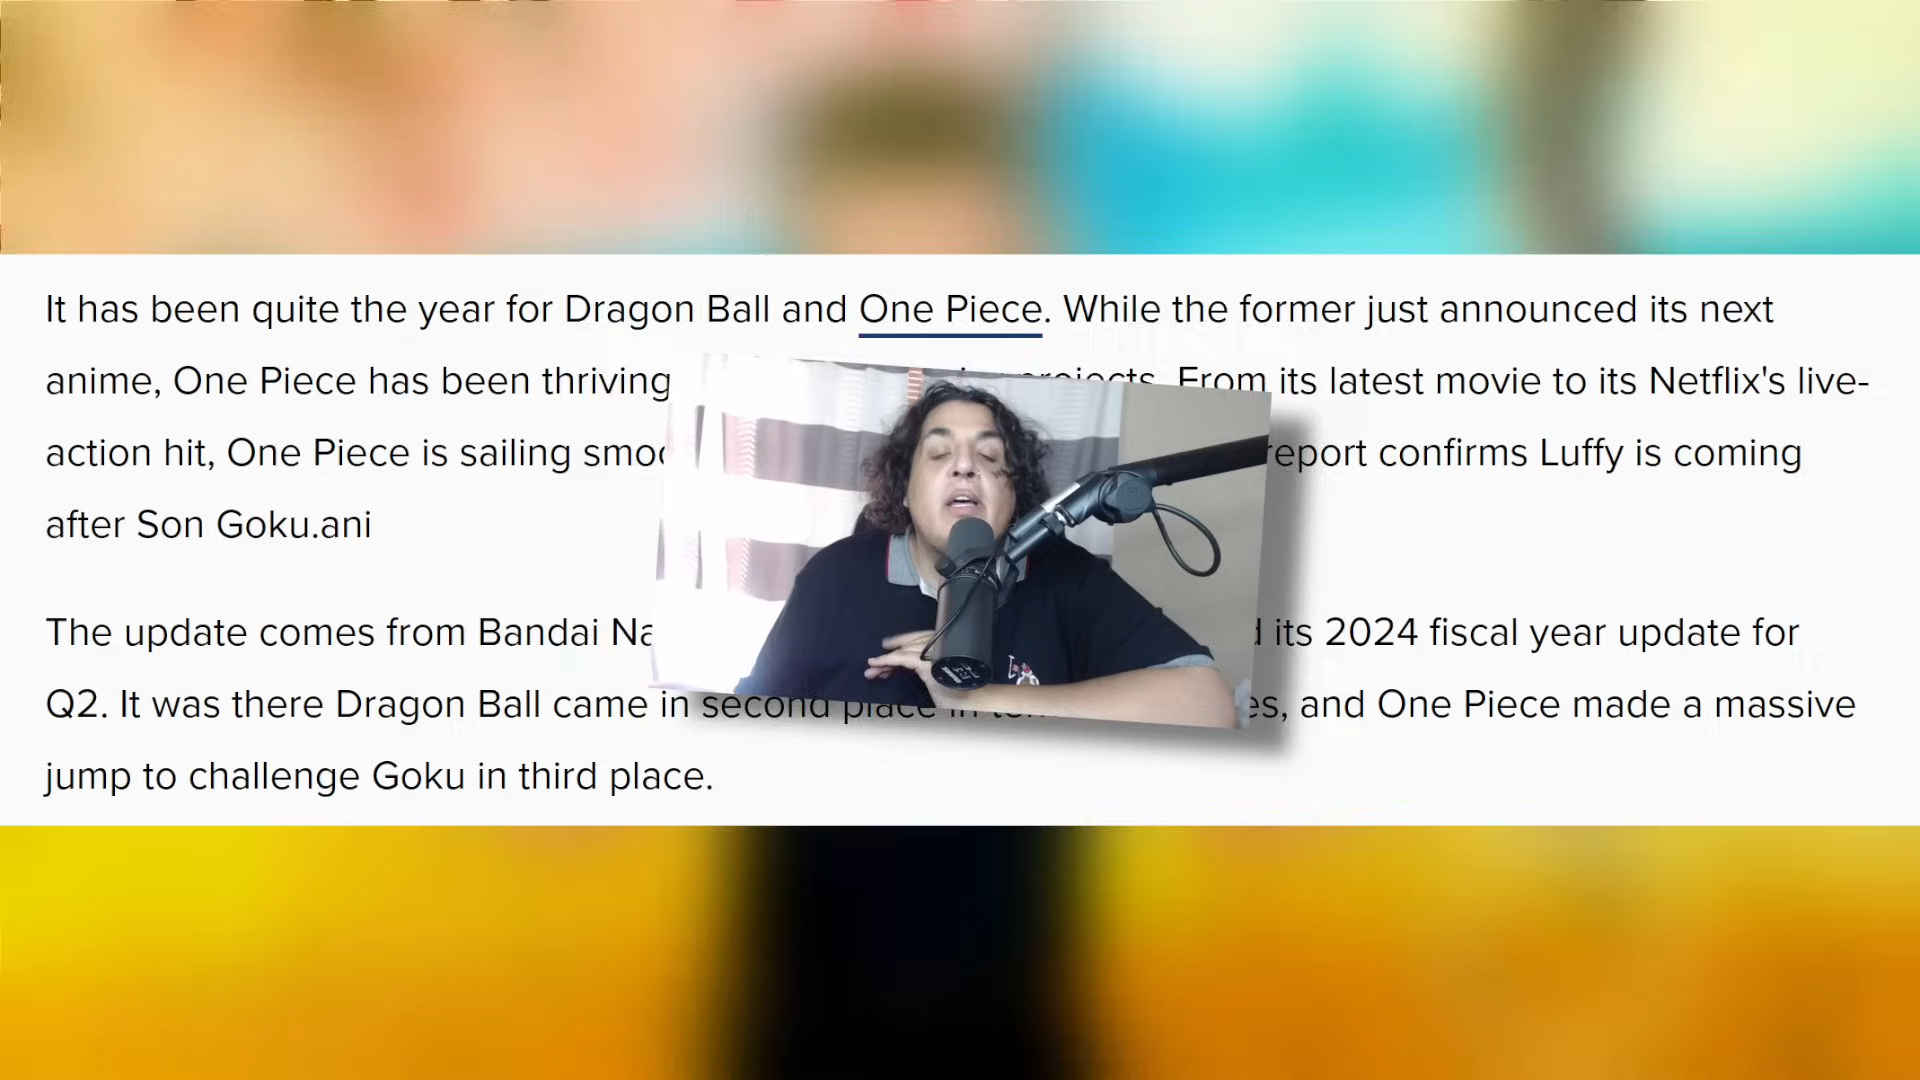 It has been quite the year for Dragon Ball and One Piece. While the former just announced its next
anime, One Piece has been thriving projects. From its latest movie to its Netflix's live-
action hit, One Piece is sailing report confirms Luffy is coming
after Son Goku.ani
The update comes from Bandai its 2024 fiscal year update for
Q2. It was there Dragon Ball came in second place in and One Piece made a massive
jump to challenge Goku in third place.